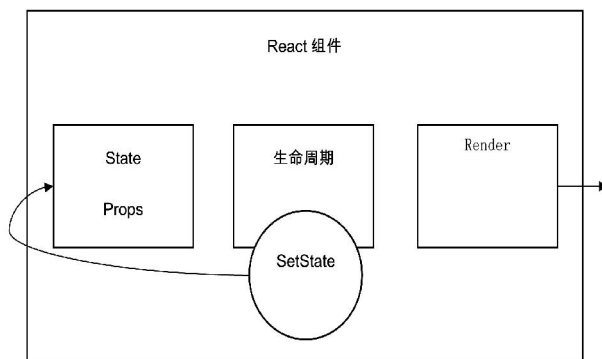 React 组件
State
Props
生命周期
Render
SetState